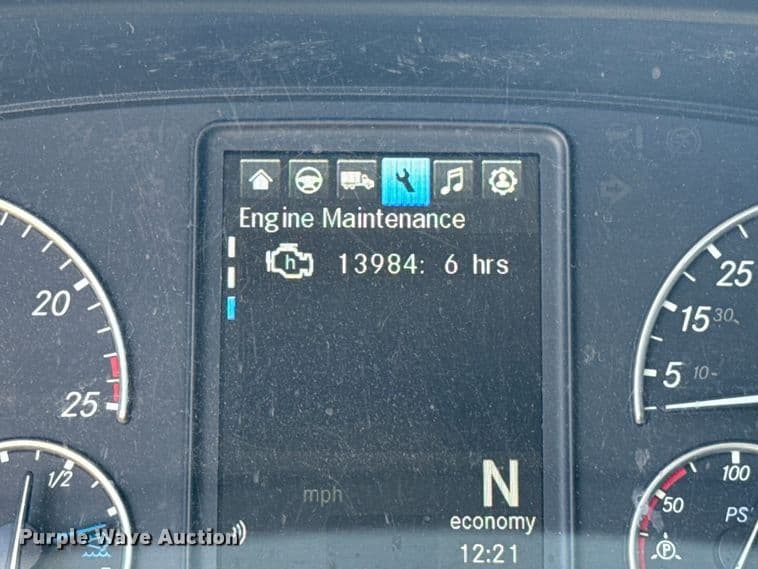 Engine Maintenance
h 13984: 6 hrs
20
25
25
15
30
5
10
1/2
mph
N
economy
12:21
100
50
PS
P
Purple Wave Auction